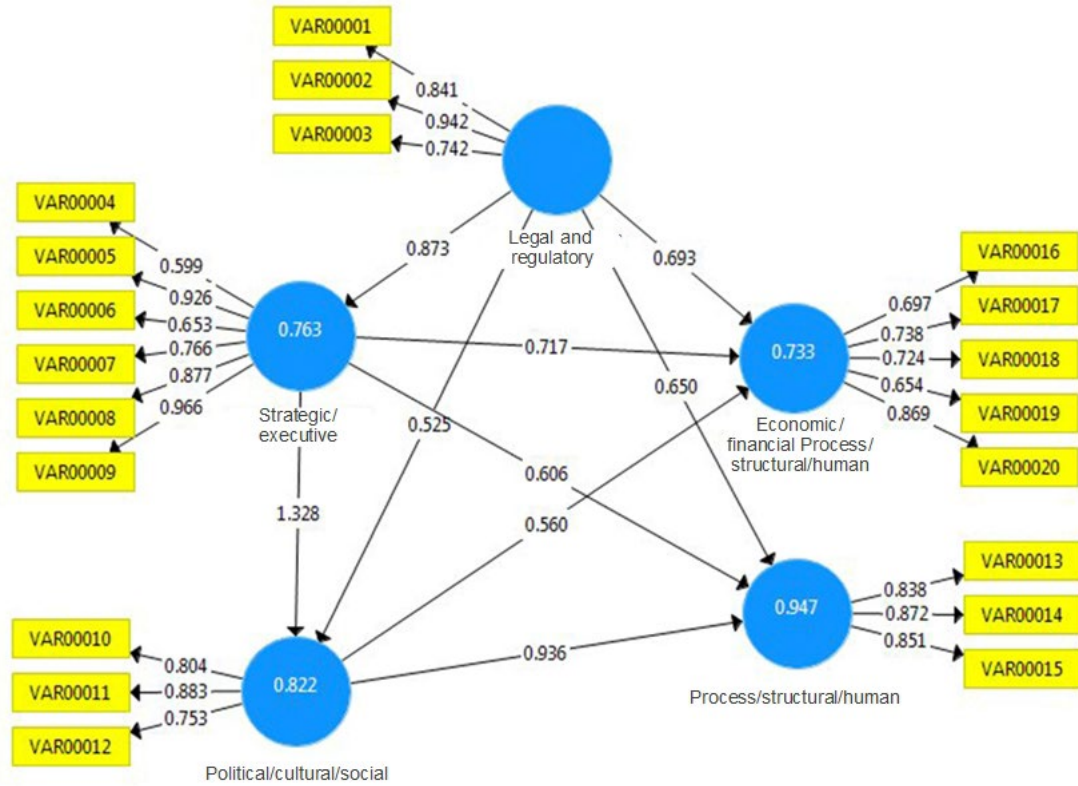 VAR00001
VAR00002
VAR00003
0.841
0.942
0.742
Legal and
regulatory
VAR00004
VAR00005
VAR00006
VAR00007
VAR00008
VAR00009
0.599
0.926
0.653
0.766
0.877
0.966
0.763
Strategic/
executive
0.873
0.693
0.717
0.525
0.650
0.606
0.560
1.328
0.936
0.733
Economic/
financial Process/
structural/human
0.697
0.738
0.724
0.654
0.869
VAR00016
VAR00017
VAR00018
VAR00019
VAR00020
VAR00010
VAR00011
VAR00012
0.804
0.883
0.753
0.822
Political/cultural/social
0.947
Process/structural/human
0.838
0.872
0.851
VAR00013
VAR00014
VAR00015